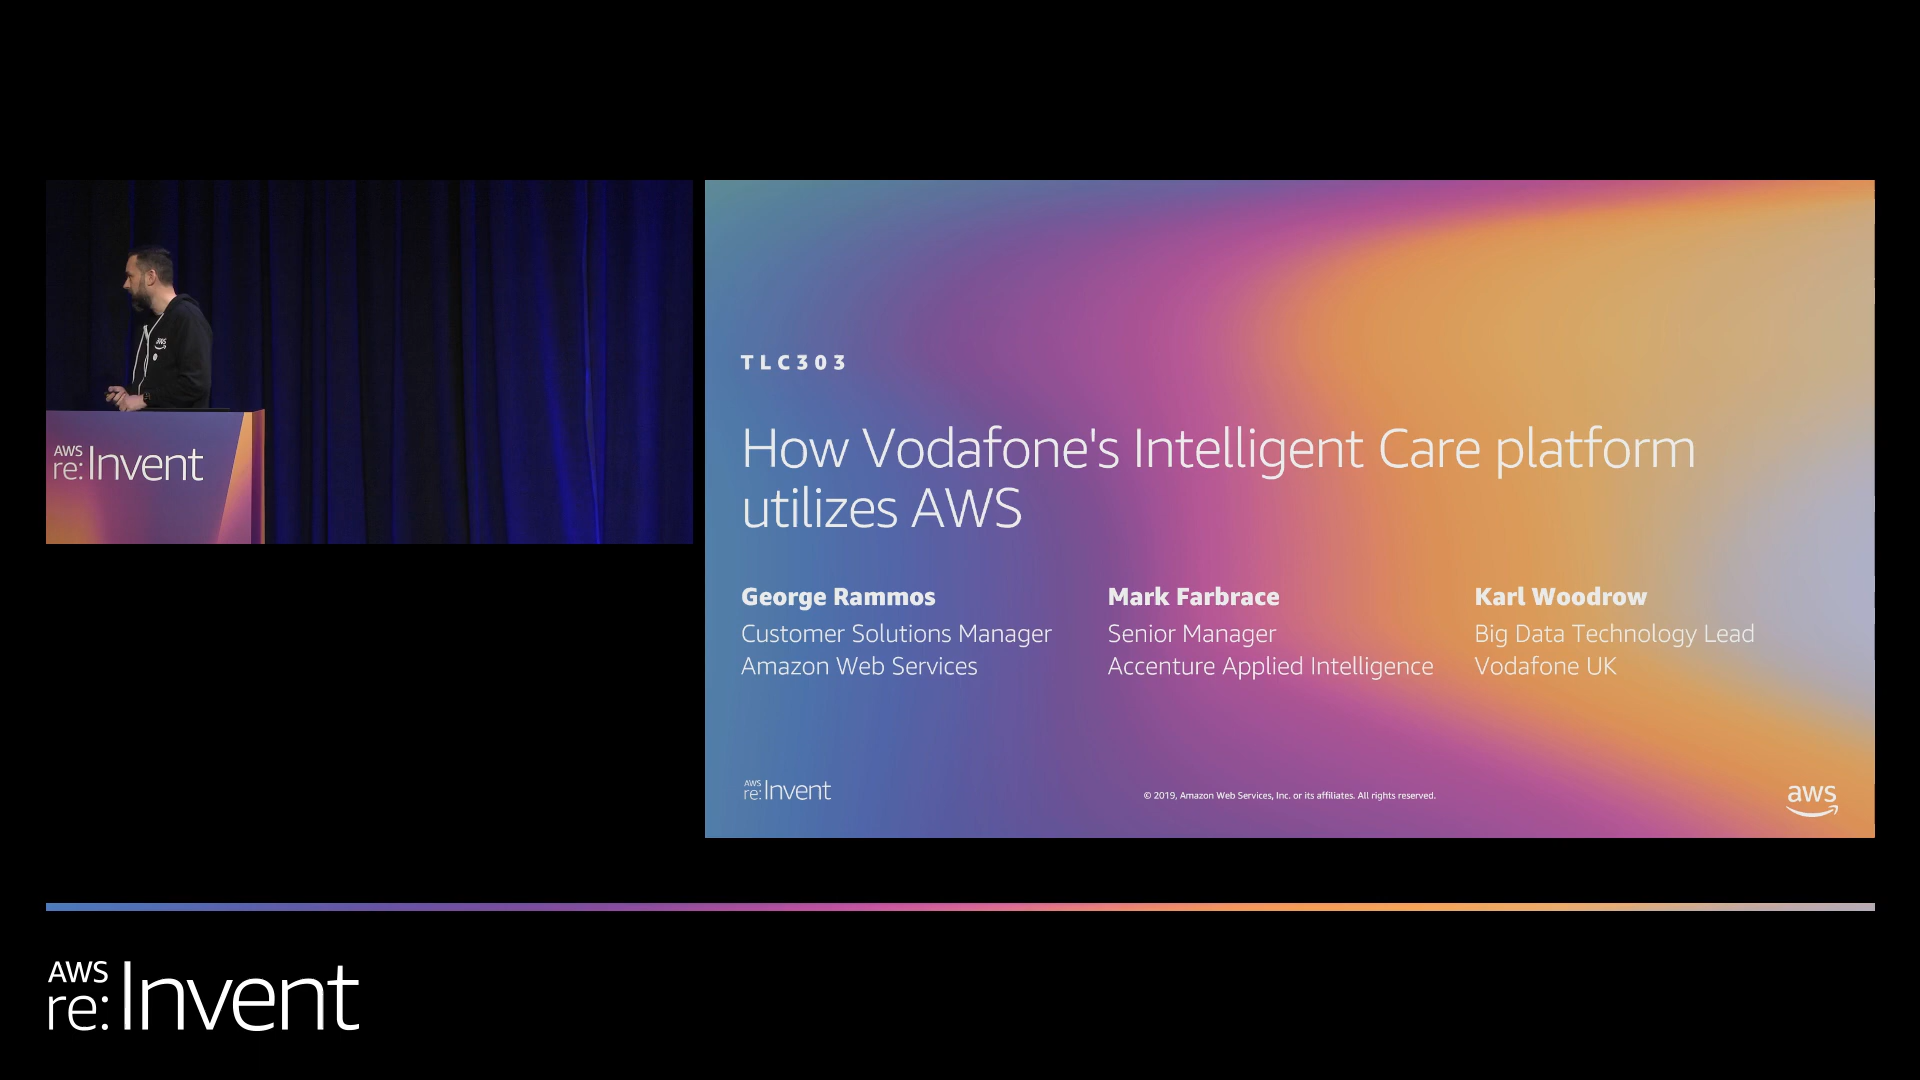 aws
AWS
re:Invent
TLC303
How Vodafone's Intelligent Care platform
utilizes AWS
George Rammos
Customer Solutions Manager
Amazon Web Services
Mark Farbrace
Senior Manager
Accenture Applied Intelligence
Karl Woodrow
Big Data Technology Lead
Vodafone UK
AWS
re:Invent
© 2019, Amazon Web Services, Inc. or its affiliates. All rights reserved.
aws
AWS
re:Invent